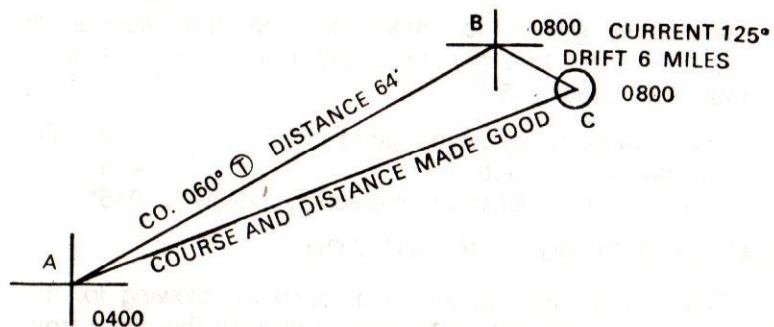 B 0800 CURRENT 125°
DRIFT 6 MILES
0800
C
CO. 060° Ⓣ DISTANCE 64'
COURSE AND DISTANCE MADE GOOD
A
0400